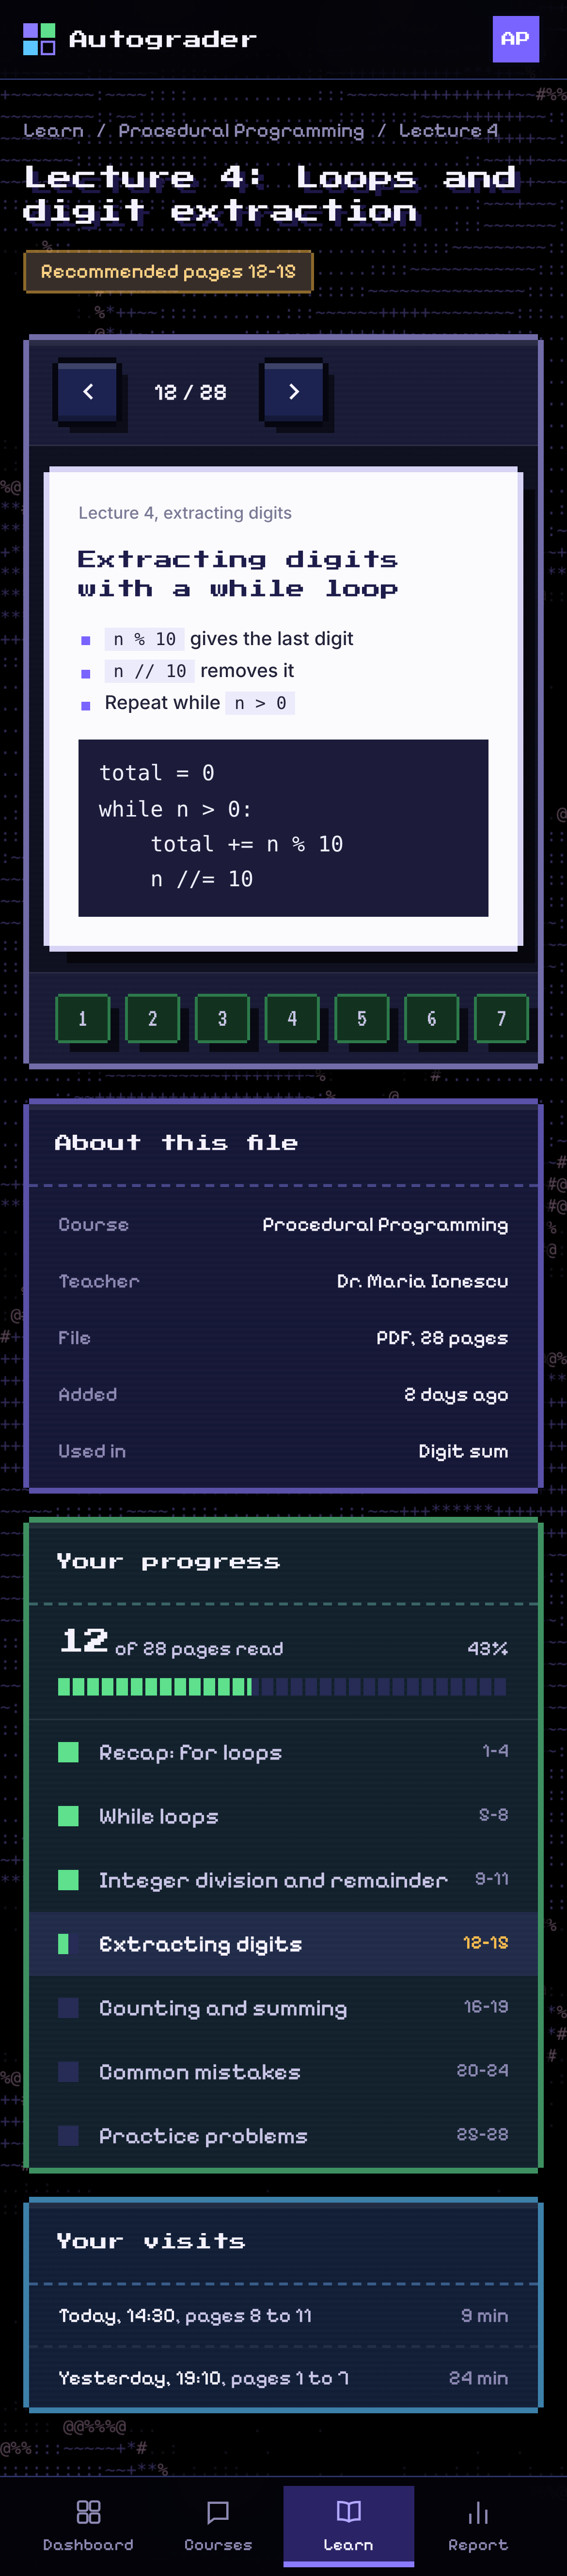 Autograder
AP
Learn / Procedural Programming / Lecture 4
Lecture 4: Loops and
digit extraction
Recommended pages 12-15
12 / 28
Lecture 4, extracting digits
Extracting digits
with a while loop
n % 10 gives the last digit
n // 10 removes it
Repeat while n > 0
total = 0
while n > 0:
    total += n % 10
    n //= 10
1 2 3 4 5 6 7
About this file
Course Procedural Programming
Teacher Dr. Maria Ionescu
File PDF, 28 pages
Added 2 days ago
Used in Digit sum
Your progress
12 of 28 pages read 43%
Recap: for loops 1-4
While loops 5-8
Integer division and remainder 9-11
Extracting digits 12-15
Counting and summing 16-19
Common mistakes 20-24
Practice problems 25-28
Your visits
Today, 14:30, pages 8 to 11 9 min
Yesterday, 19:10, pages 1 to 7 24 min
Dashboard Courses Learn Report